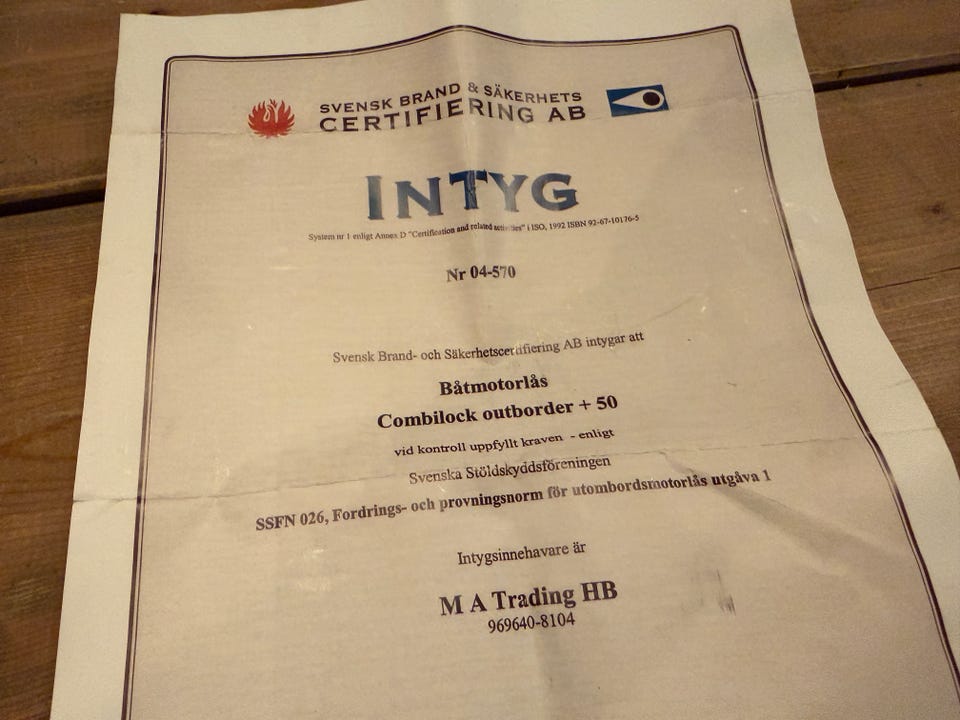 SVENSK BRAND & SÄKERHETS
CERTIFIERING AB
INTYG
System nr 1 enligt Annex D "Certification and related activities" i ISO, 1992 ISBN 92-67-10176-5
Nr 04-570
Svensk Brand- och Säkerhetscertifiering AB intygar att
Båtmotorlås
Combilock outborder + 50
vid kontroll uppfyllt kraven - enligt
Svenska Stöldskyddsföreningen
SSFN 026, Fordrings- och provningsnorm för utombordsmotorlås utgåva 1
Intygsinnehavare är
M A Trading HB
969640-8104